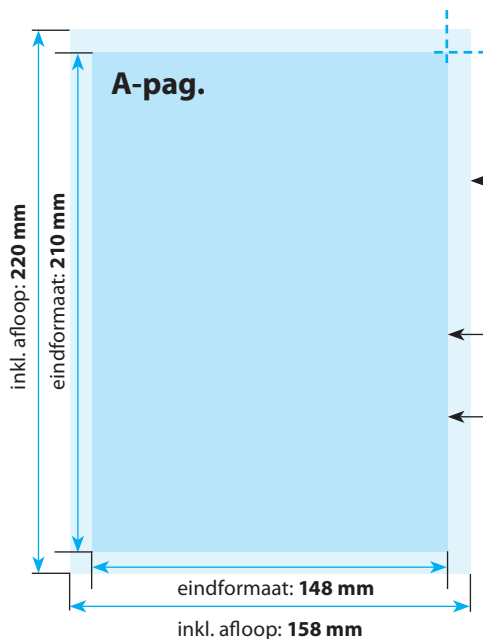 A-pag.
inkl. afloop: 220 mm
eindformaat: 210 mm
eindformaat: 148 mm
inkl. afloop: 158 mm